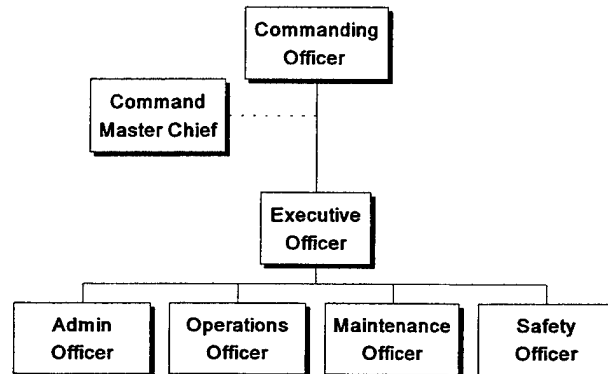 Commanding
Officer
Command
Master Chief
Executive
Officer
Admin
Officer
Operations
Officer
Maintenance
Officer
Safety
Officer